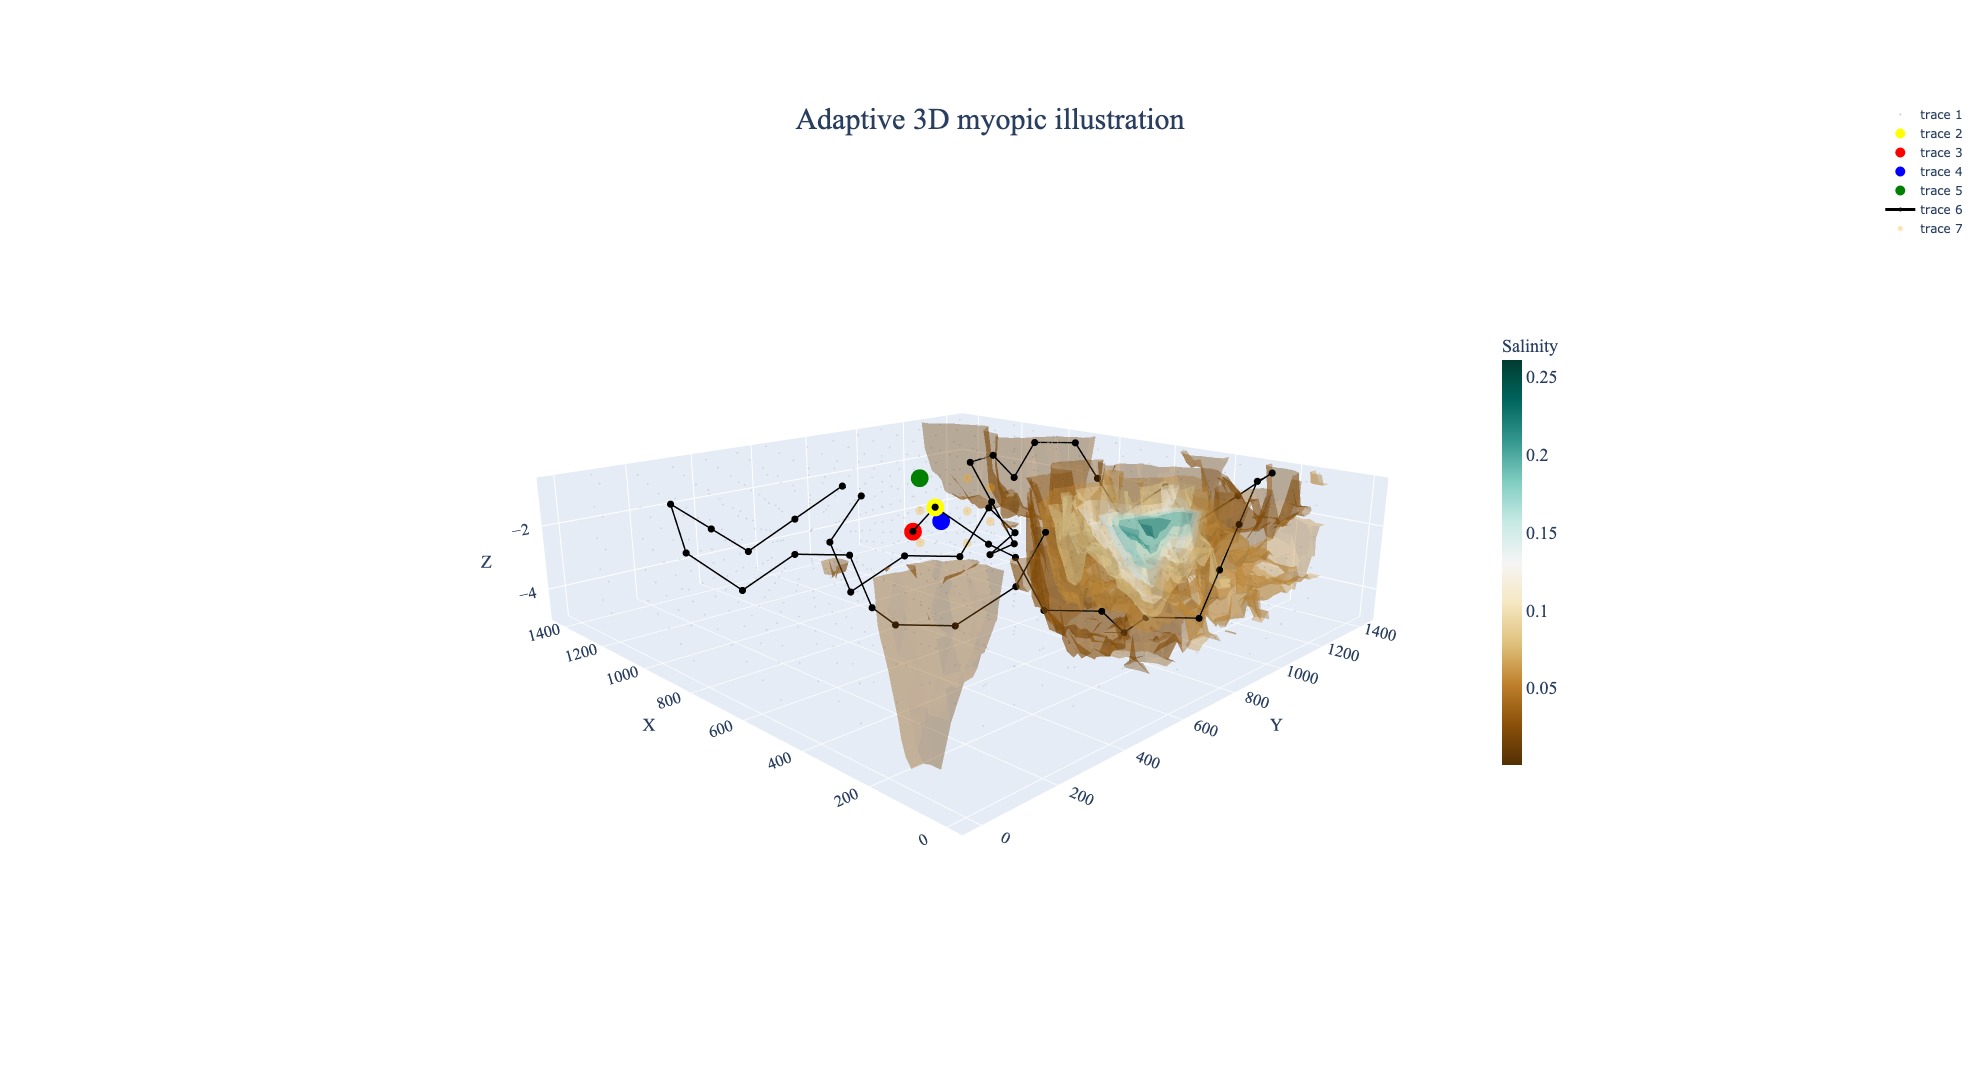 Adaptive 3D myopic illustration
trace 1
trace 2
trace 3
trace 4
trace 5
trace 6
trace 7
Salinity
0.25
0.2
0.15
0.1
0.05
Z
−2
−4
1400
1200
1000
800
600
400
200
0
X
0
200
400
600
800
1000
1200
1400
Y